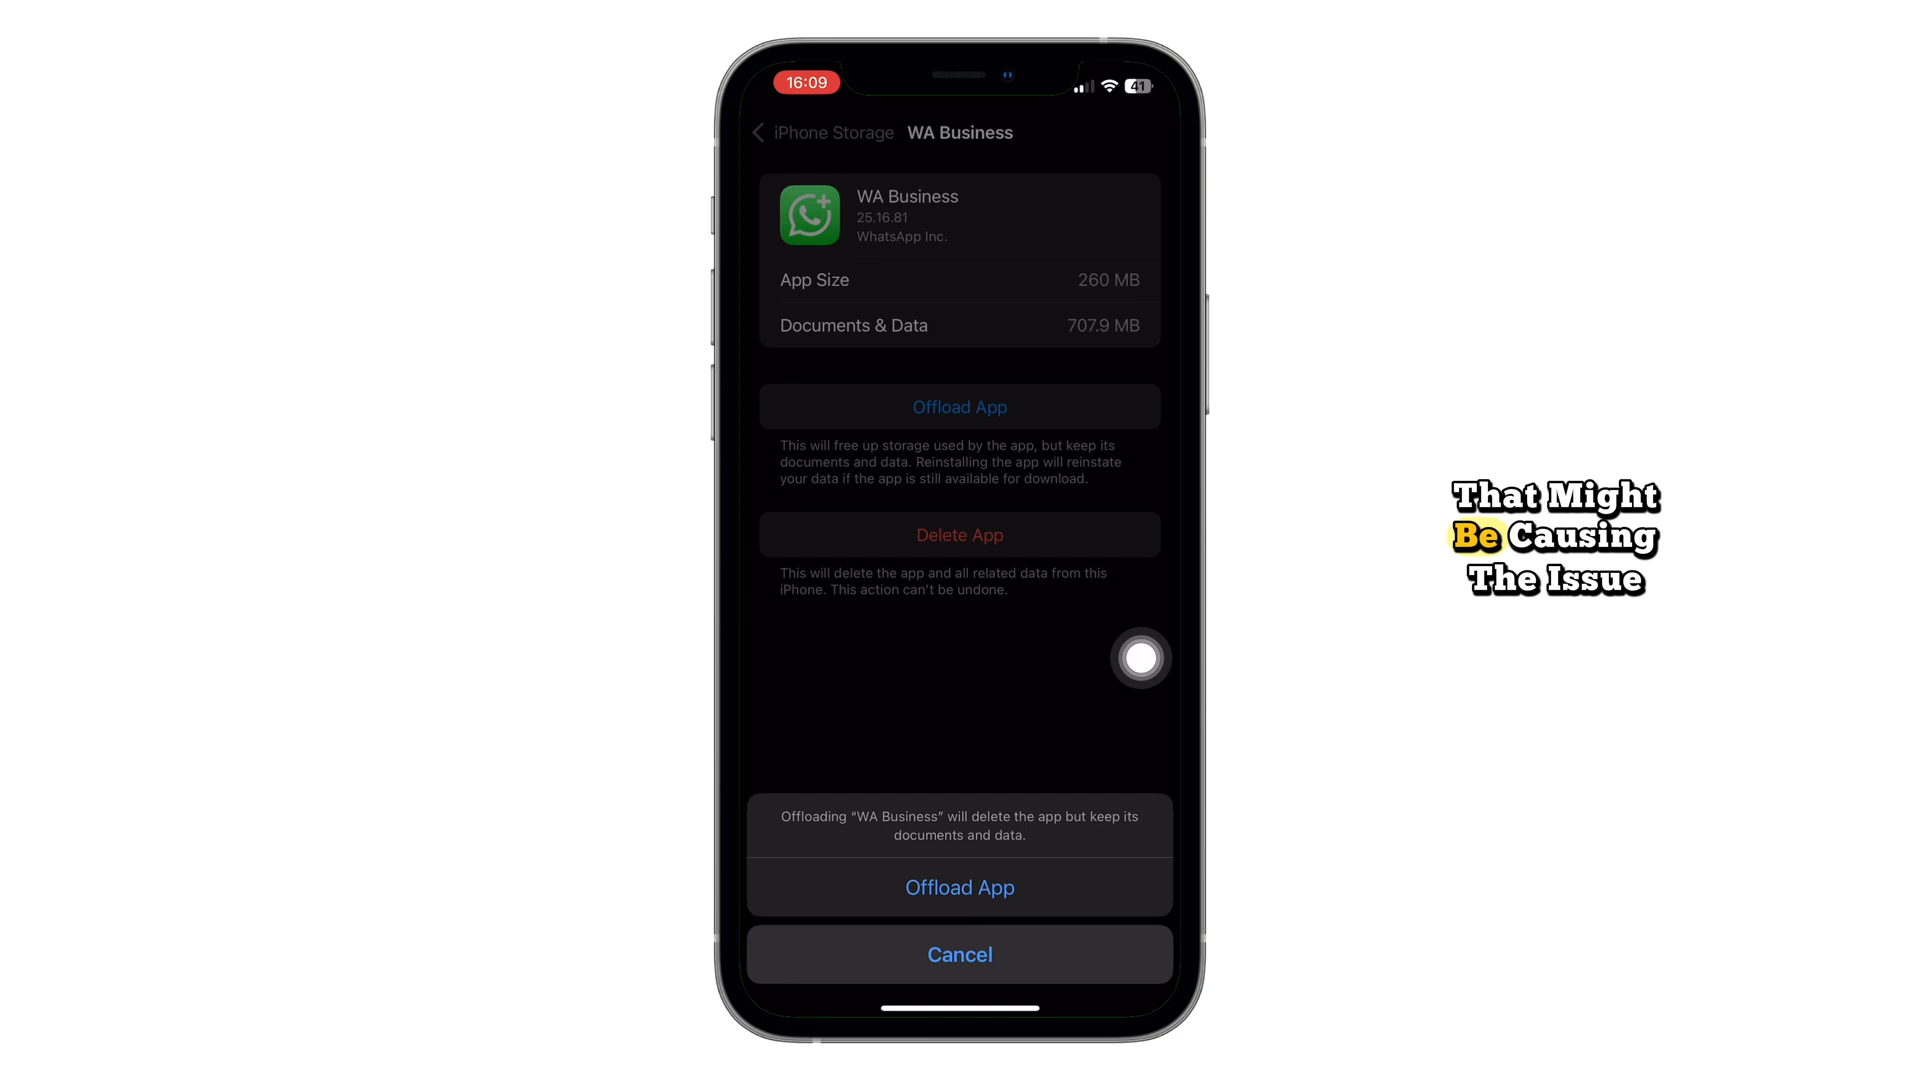 16:09
41
iPhone Storage WA Business
WA Business
25.16.81
WhatsApp Inc.
App Size 260 MB
Documents & Data 707.9 MB
Offload App
This will free up storage used by the app, but keep its
documents and data. Reinstalling the app will reinstate
your data if the app is still available for download.
Delete App
This will delete the app and all related data from this
iPhone. This action can't be undone.
Offloading “WA Business” will delete the app but keep its
documents and data.
Offload App
Cancel
That Might
Be Causing
The Issue